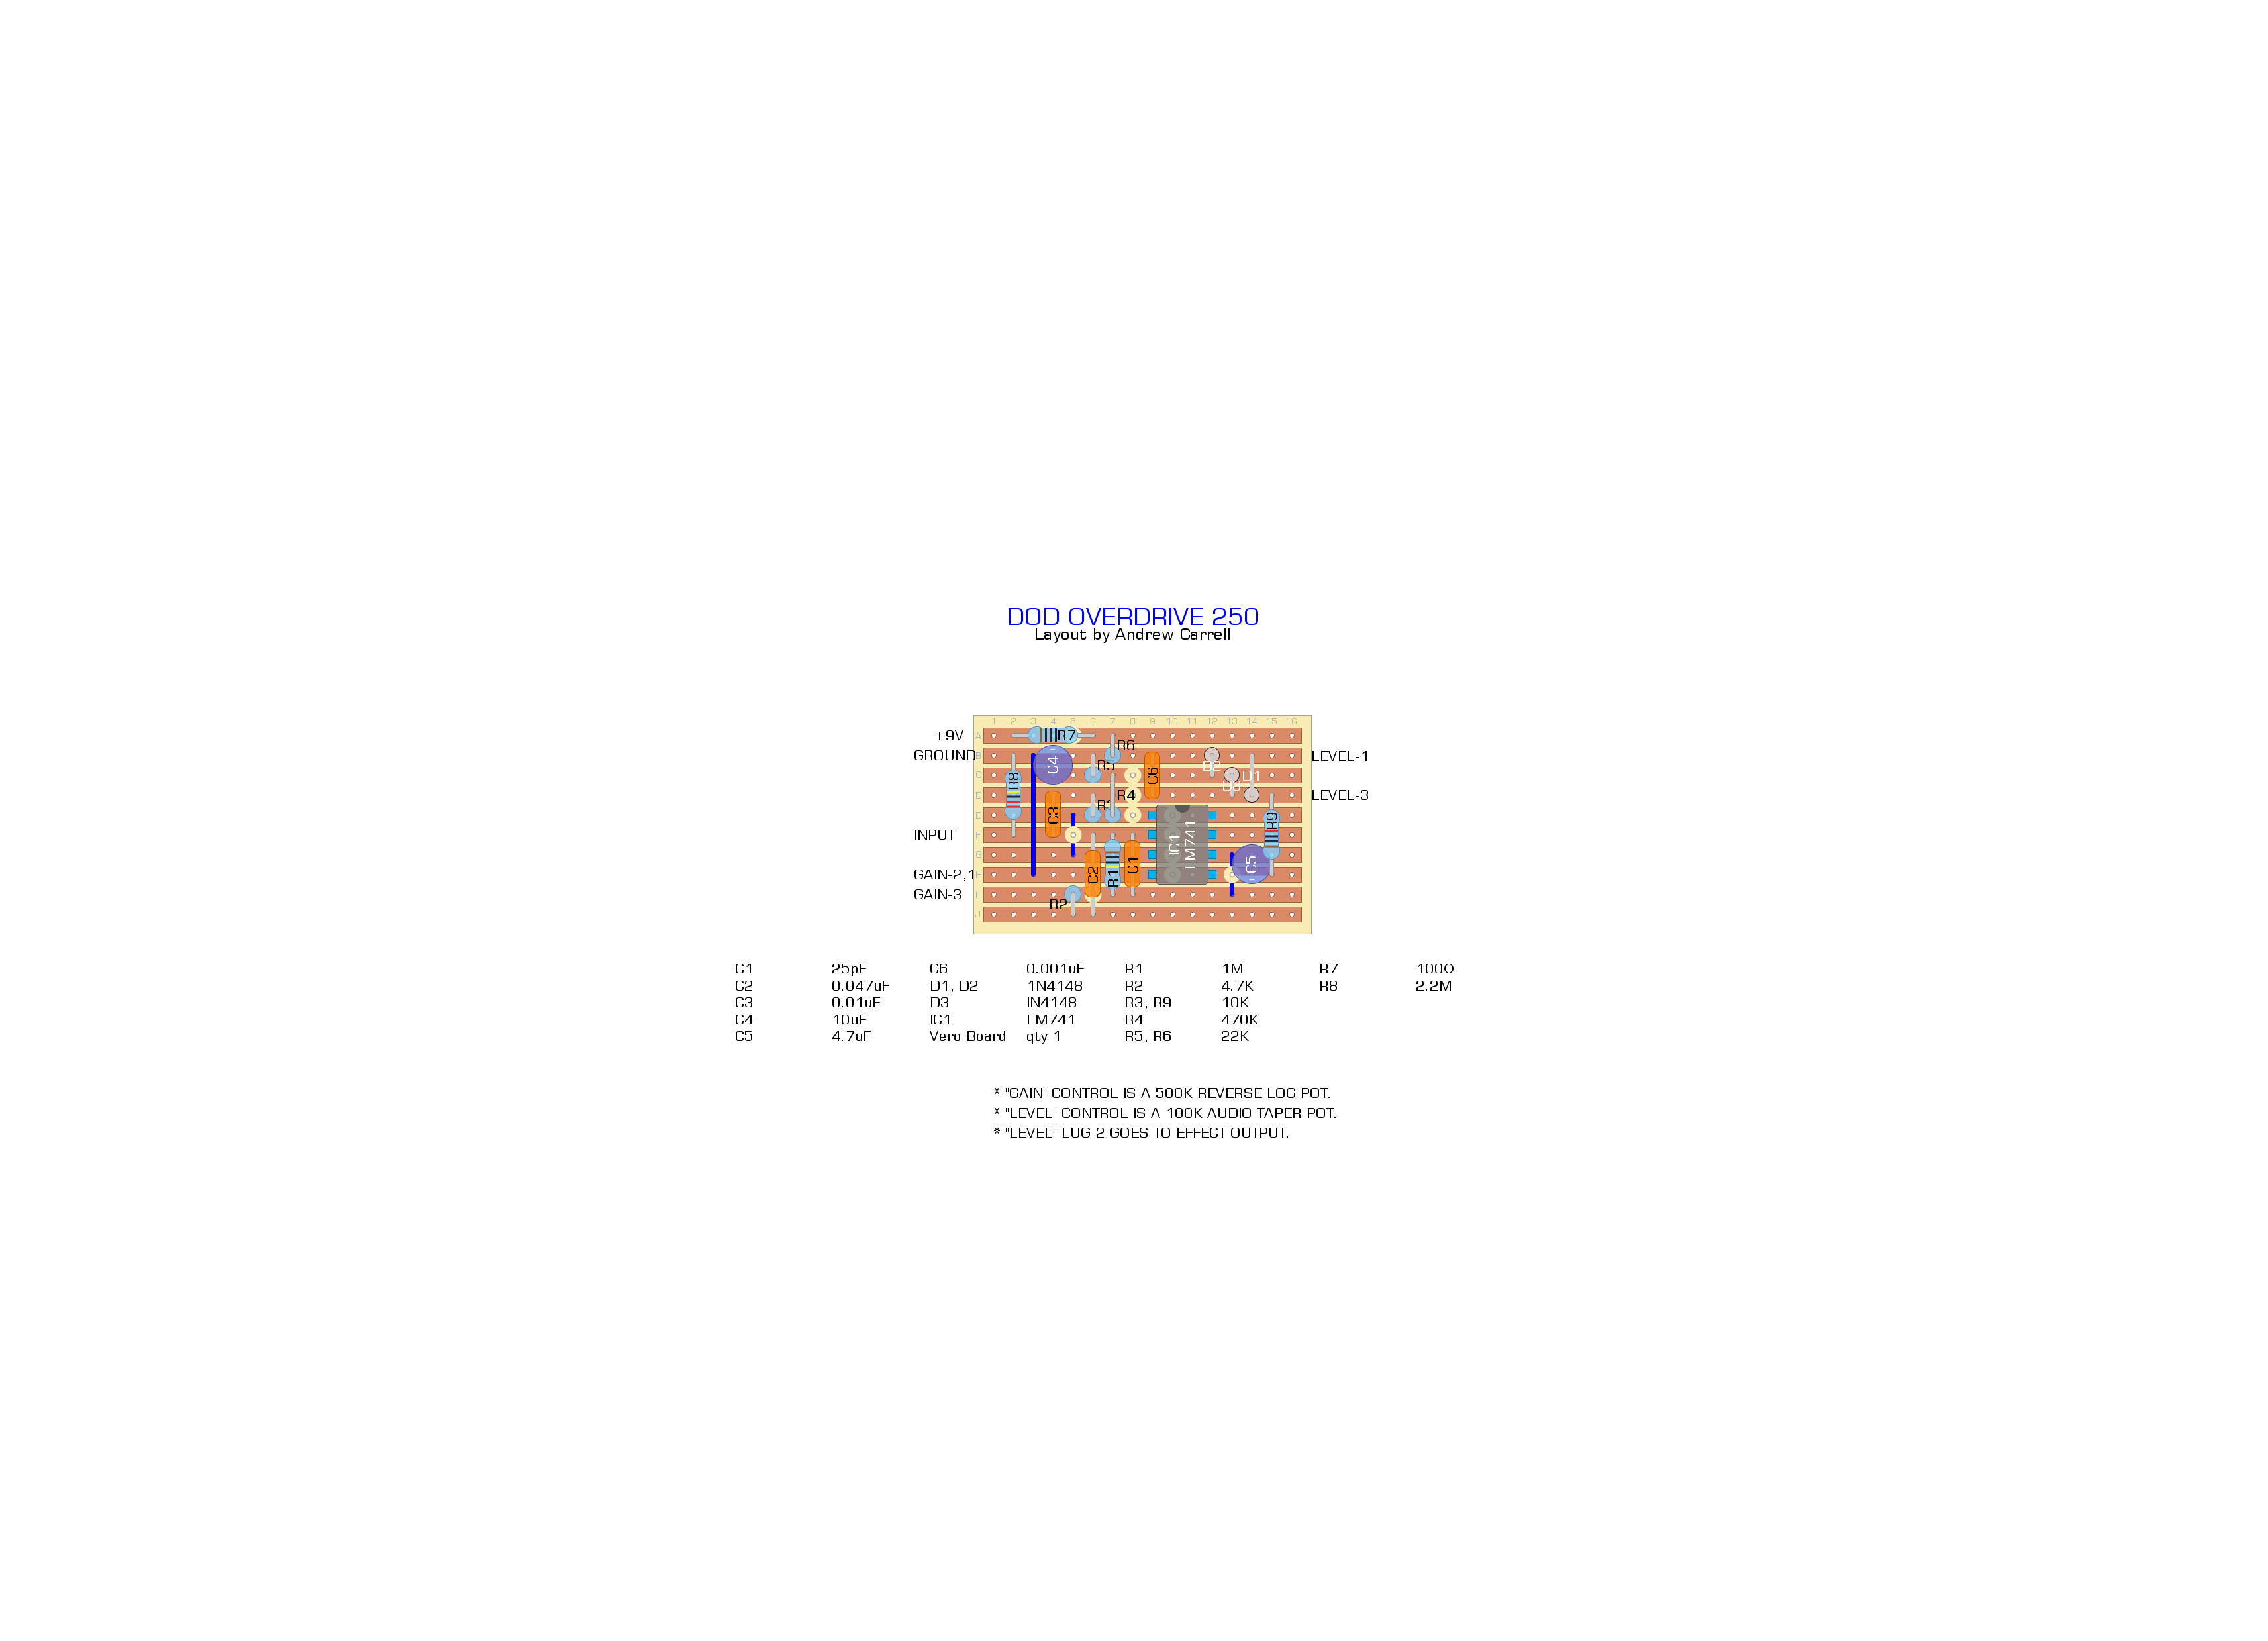 DOD OVERDRIVE 250
Layout by Andrew Carrell
1 2 3 4 5 6 7 8 9 10 11 12 13 14 15 16
+9V A R7
R6
GROUND C4 LEVEL-1
R5 D2
R8 C C6 D1
D3
D R4 LEVEL-3
C3 E R9
INPUT F IC1 LM741
G C1 C5
GAIN-2,1 H C2 R1
GAIN-3 I
R2
J
C1 25pF C6 0.001uF R1 1M R7 100Ω
C2 0.047uF D1, D2 1N4148 R2 4.7K R8 2.2M
C3 0.01uF D3 IN4148 R3, R9 10K
C4 10uF IC1 LM741 R4 470K
C5 4.7uF Vero Board qty 1 R5, R6 22K
* "GAIN" CONTROL IS A 500K REVERSE LOG POT.
* "LEVEL" CONTROL IS A 100K AUDIO TAPER POT.
* "LEVEL" LUG-2 GOES TO EFFECT OUTPUT.